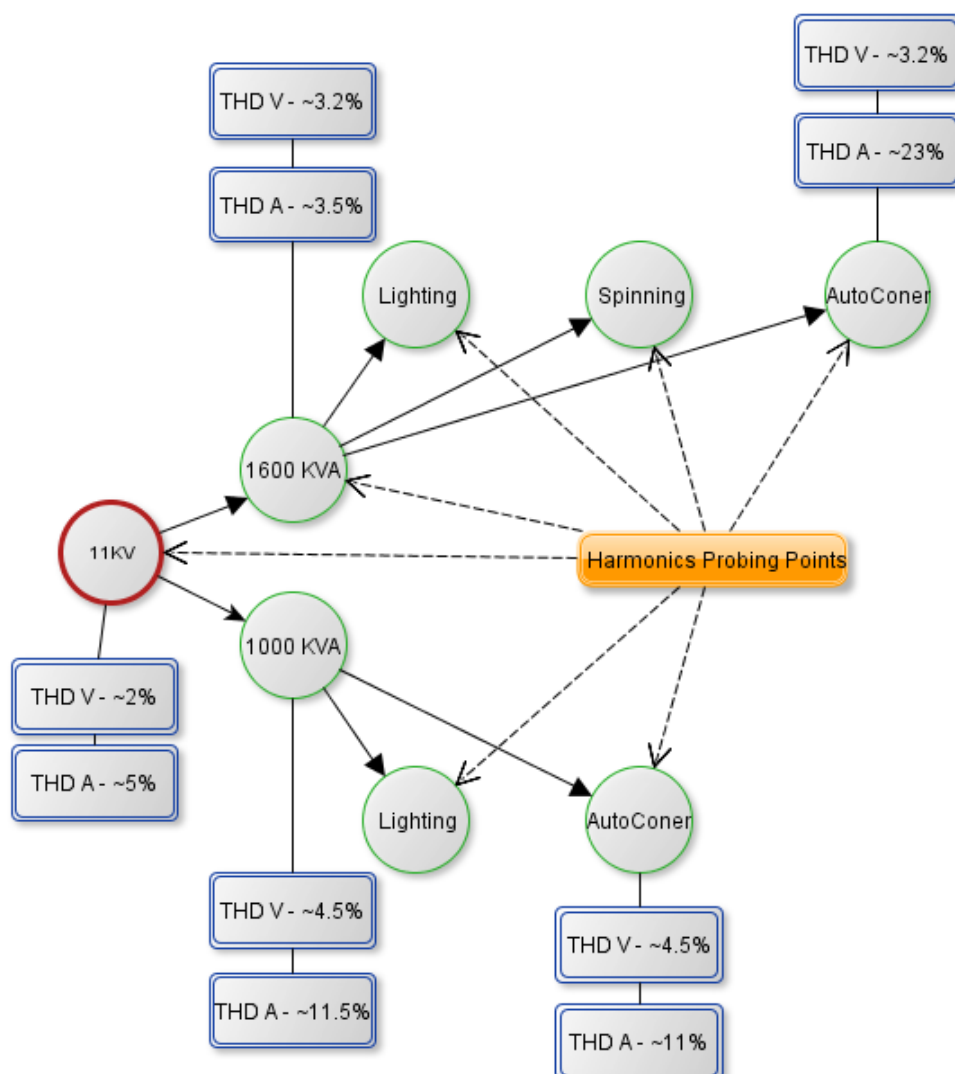 THD V - ~3.2%
THD V - ~3.2%
THD A - ~23%
THD A - ~3.5%
Lighting
Spinning
AutoConer
1600 KVA
11KV
Harmonics Probing Points
1000 KVA
THD V - ~2%
THD A - ~5%
Lighting
AutoConer
THD V - ~4.5%
THD V - ~4.5%
THD A - ~11.5%
THD A - ~11%